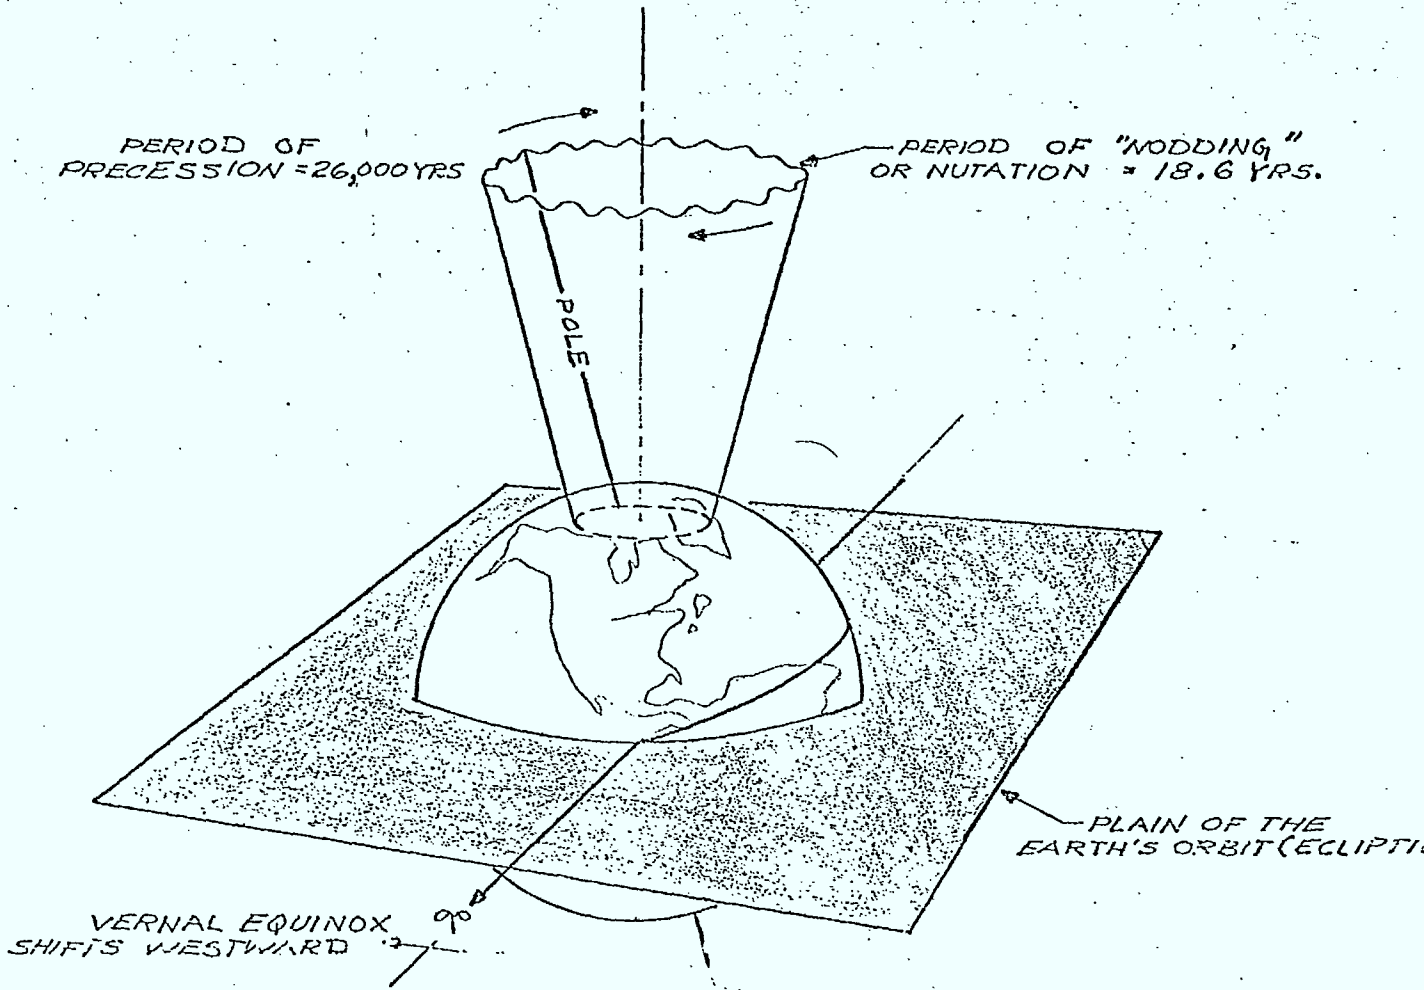 PERIOD OF
PRECESSION = 26,000 YRS
PERIOD OF "NODDING"
OR NUTATION = 18.6 YRS.
POLE
PLAIN OF THE
EARTH'S ORBIT (ECLIPTI
VERNAL EQUINOX
SHIFTS WESTWARD